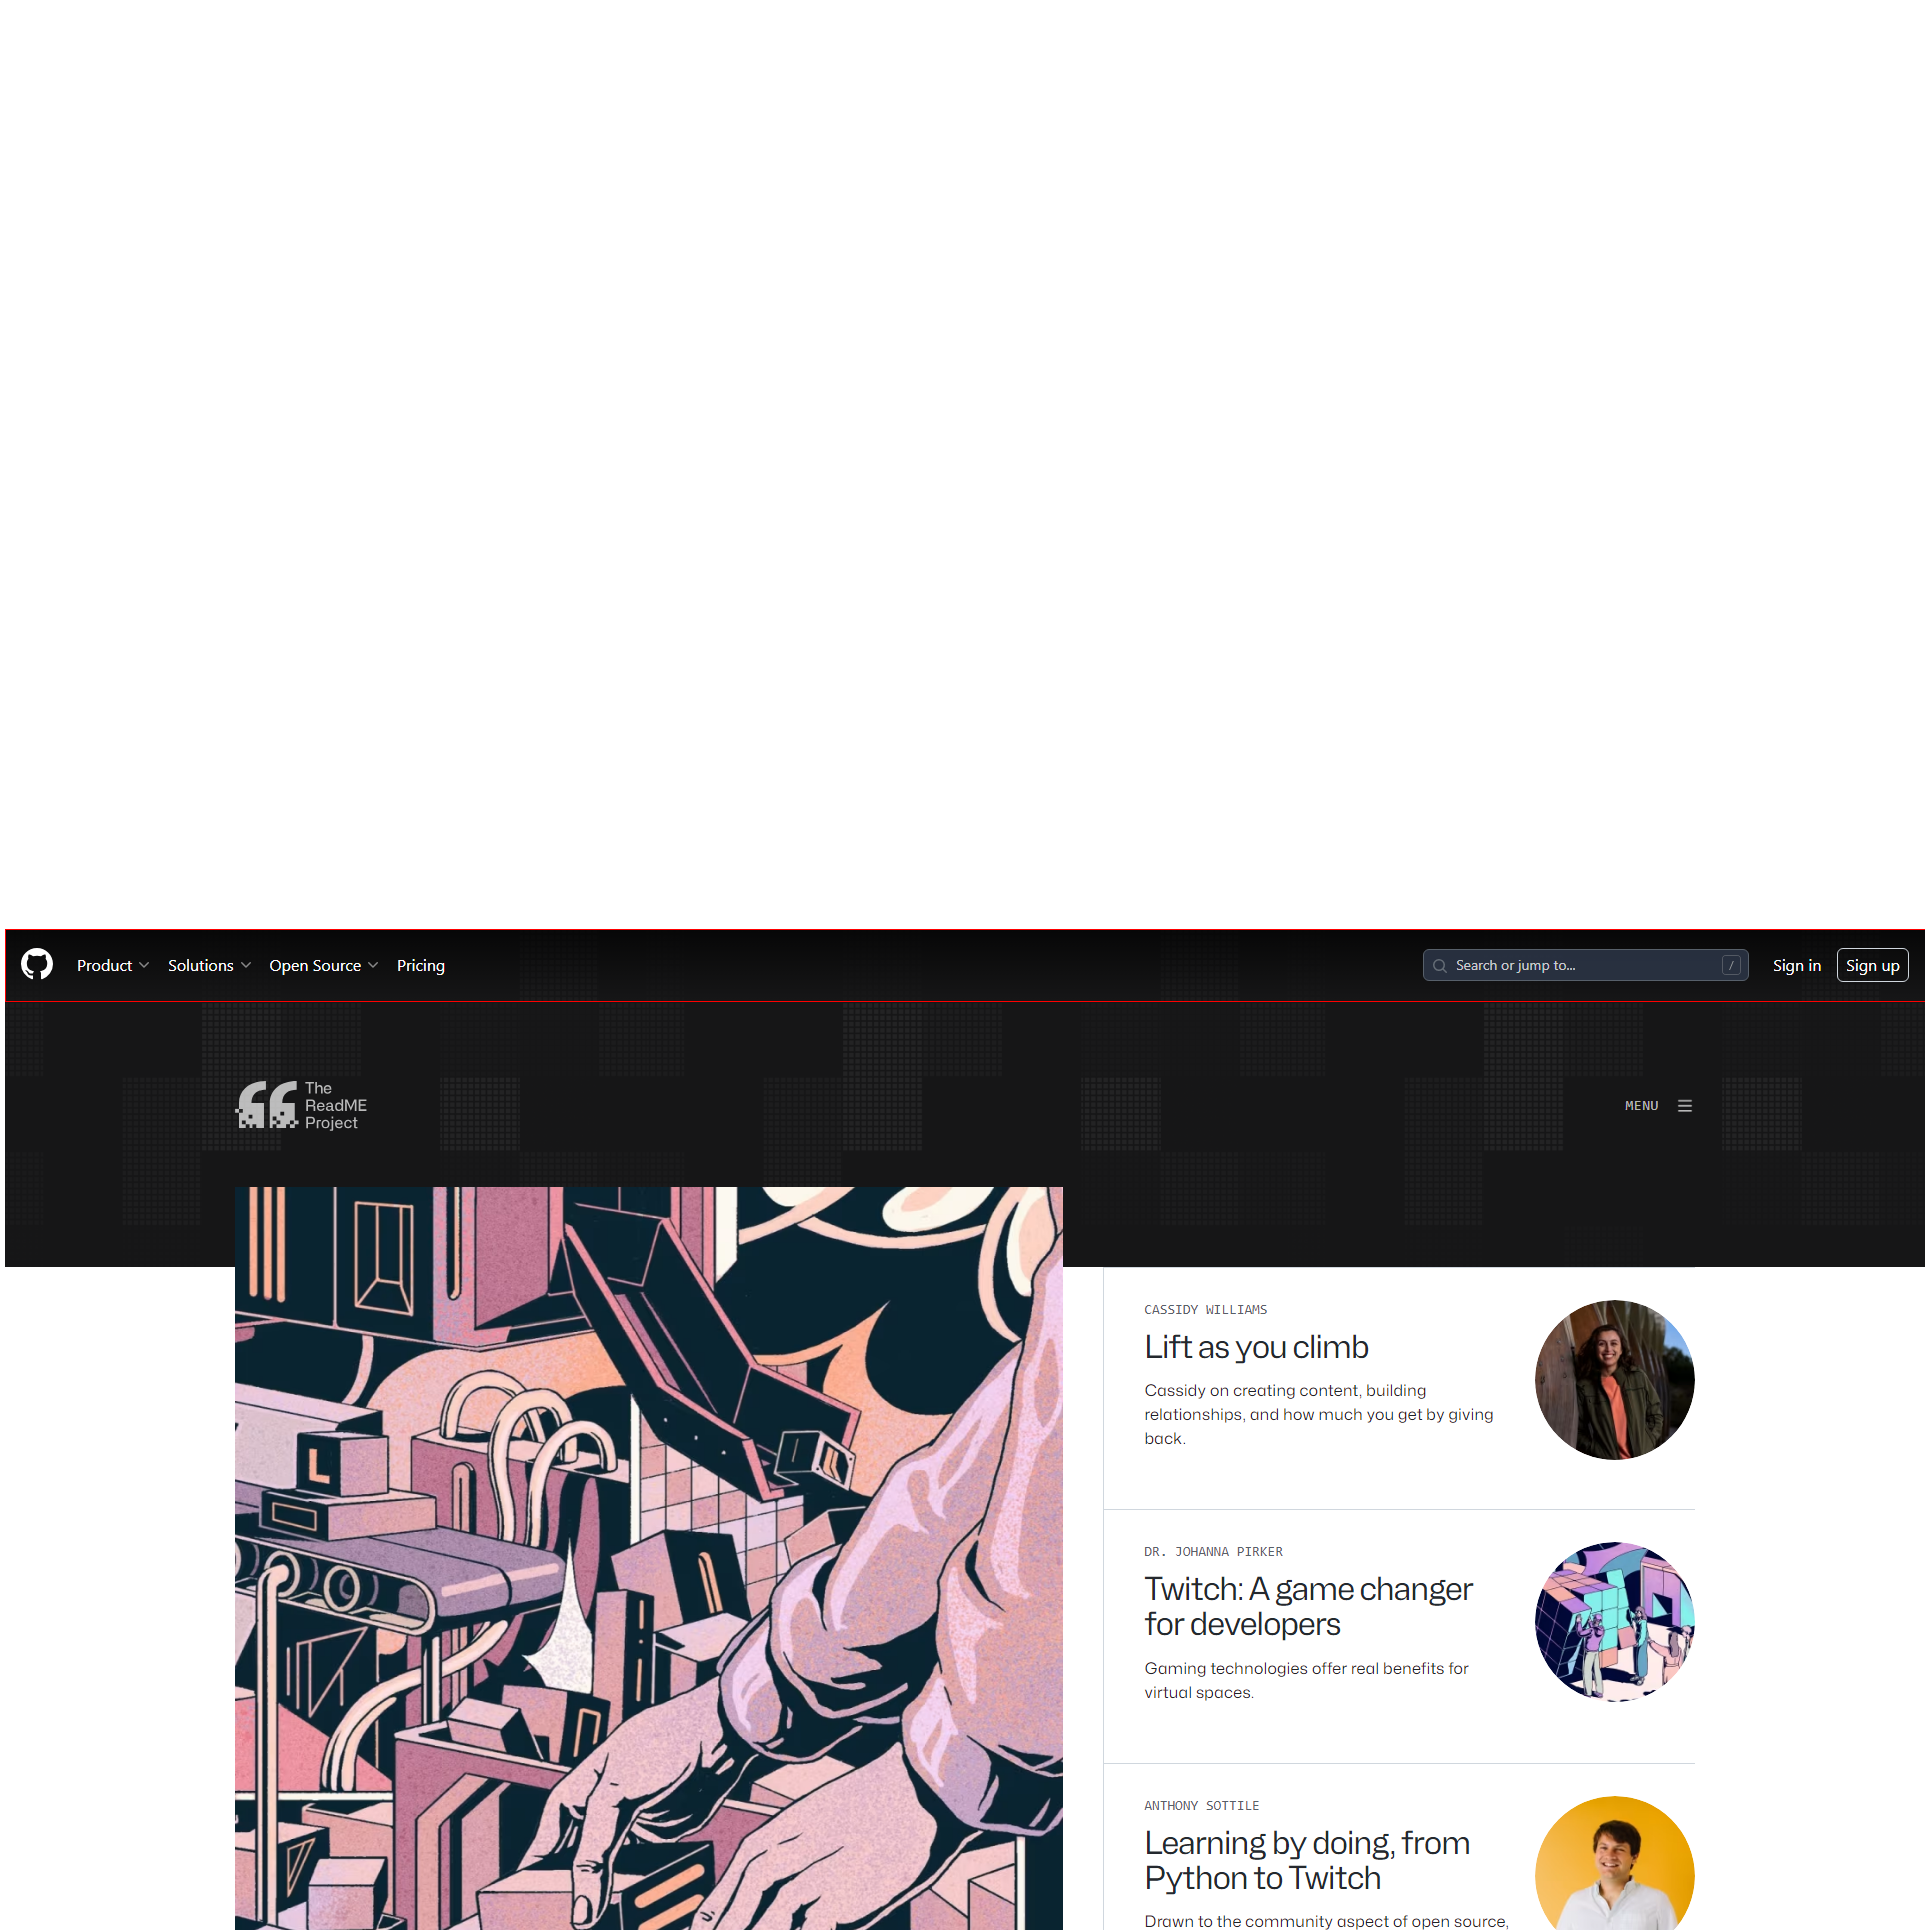 Product
Solutions
Open Source
Pricing
Search or jump to...
/
Sign in
Sign up
The
ReadME
Project
MENU
L
CASSIDY WILLIAMS
Lift as you climb
Cassidy on creating content, building
relationships, and how much you get by giving
back.
DR. JOHANNA PIRKER
Twitch: A game changer
for developers
Gaming technologies offer real benefits for
virtual spaces.
ANTHONY SOTTILE
Learning by doing, from
Python to Twitch
Drawn to the community aspect of open source,